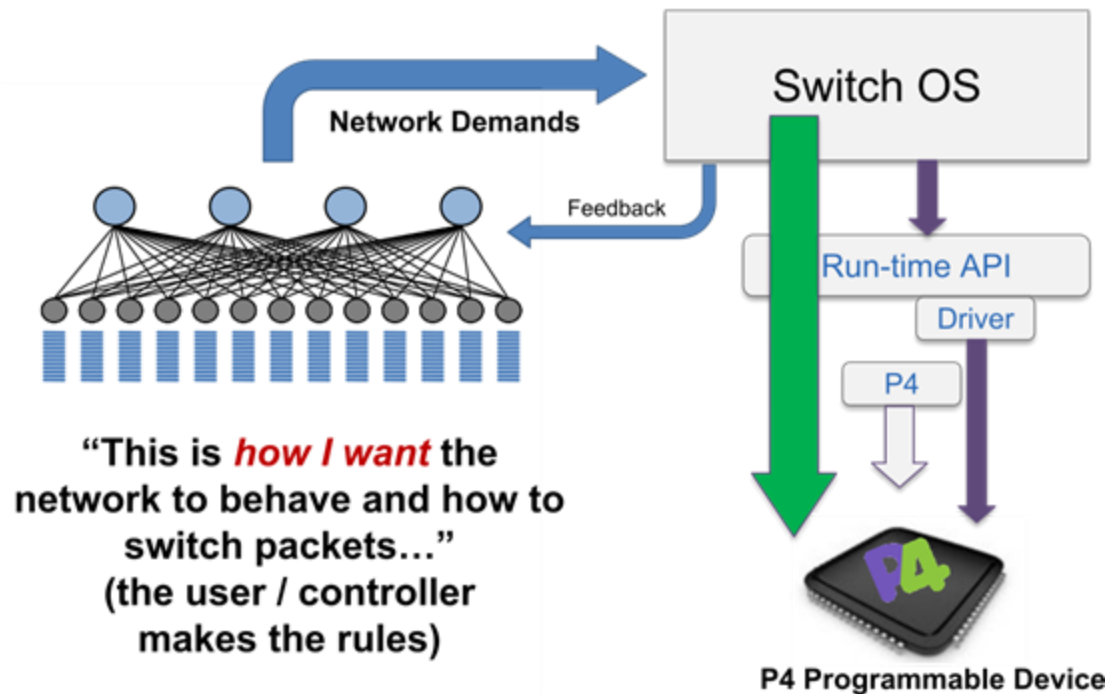 Switch OS
Network Demands
Feedback
Run-time API
Driver
P4
“This is how I want the
network to behave and how to
switch packets…”
(the user / controller
makes the rules)
P4
P4 Programmable Device